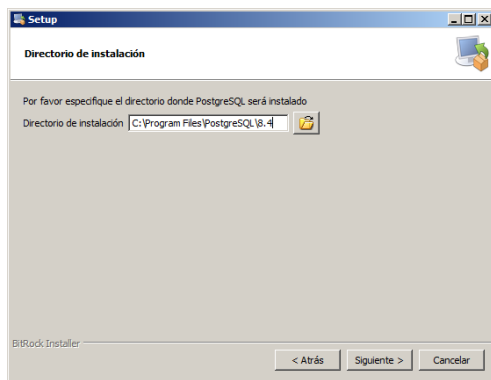 Setup
Directorio de instalación
Por favor especifique el directorio donde PostgreSQL será instalado
Directorio de instalación C:\Program Files\PostgreSQL\8.4
BitRock Installer
< Atrás Siguiente > Cancelar